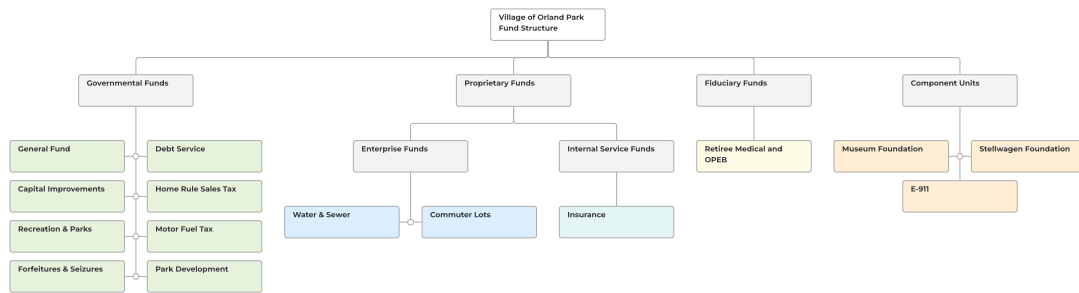 Village of Orland Park
Fund Structure
Governmental Funds
Proprietary Funds
Fiduciary Funds
Component Units
General Fund
Debt Service
Enterprise Funds
Internal Service Funds
Retiree Medical and
OPEB
Museum Foundation
Stellwagen Foundation
Capital Improvements
Home Rule Sales Tax
E-911
Water & Sewer
Commuter Lots
Insurance
Recreation & Parks
Motor Fuel Tax
Forfeitures & Seizures
Park Development